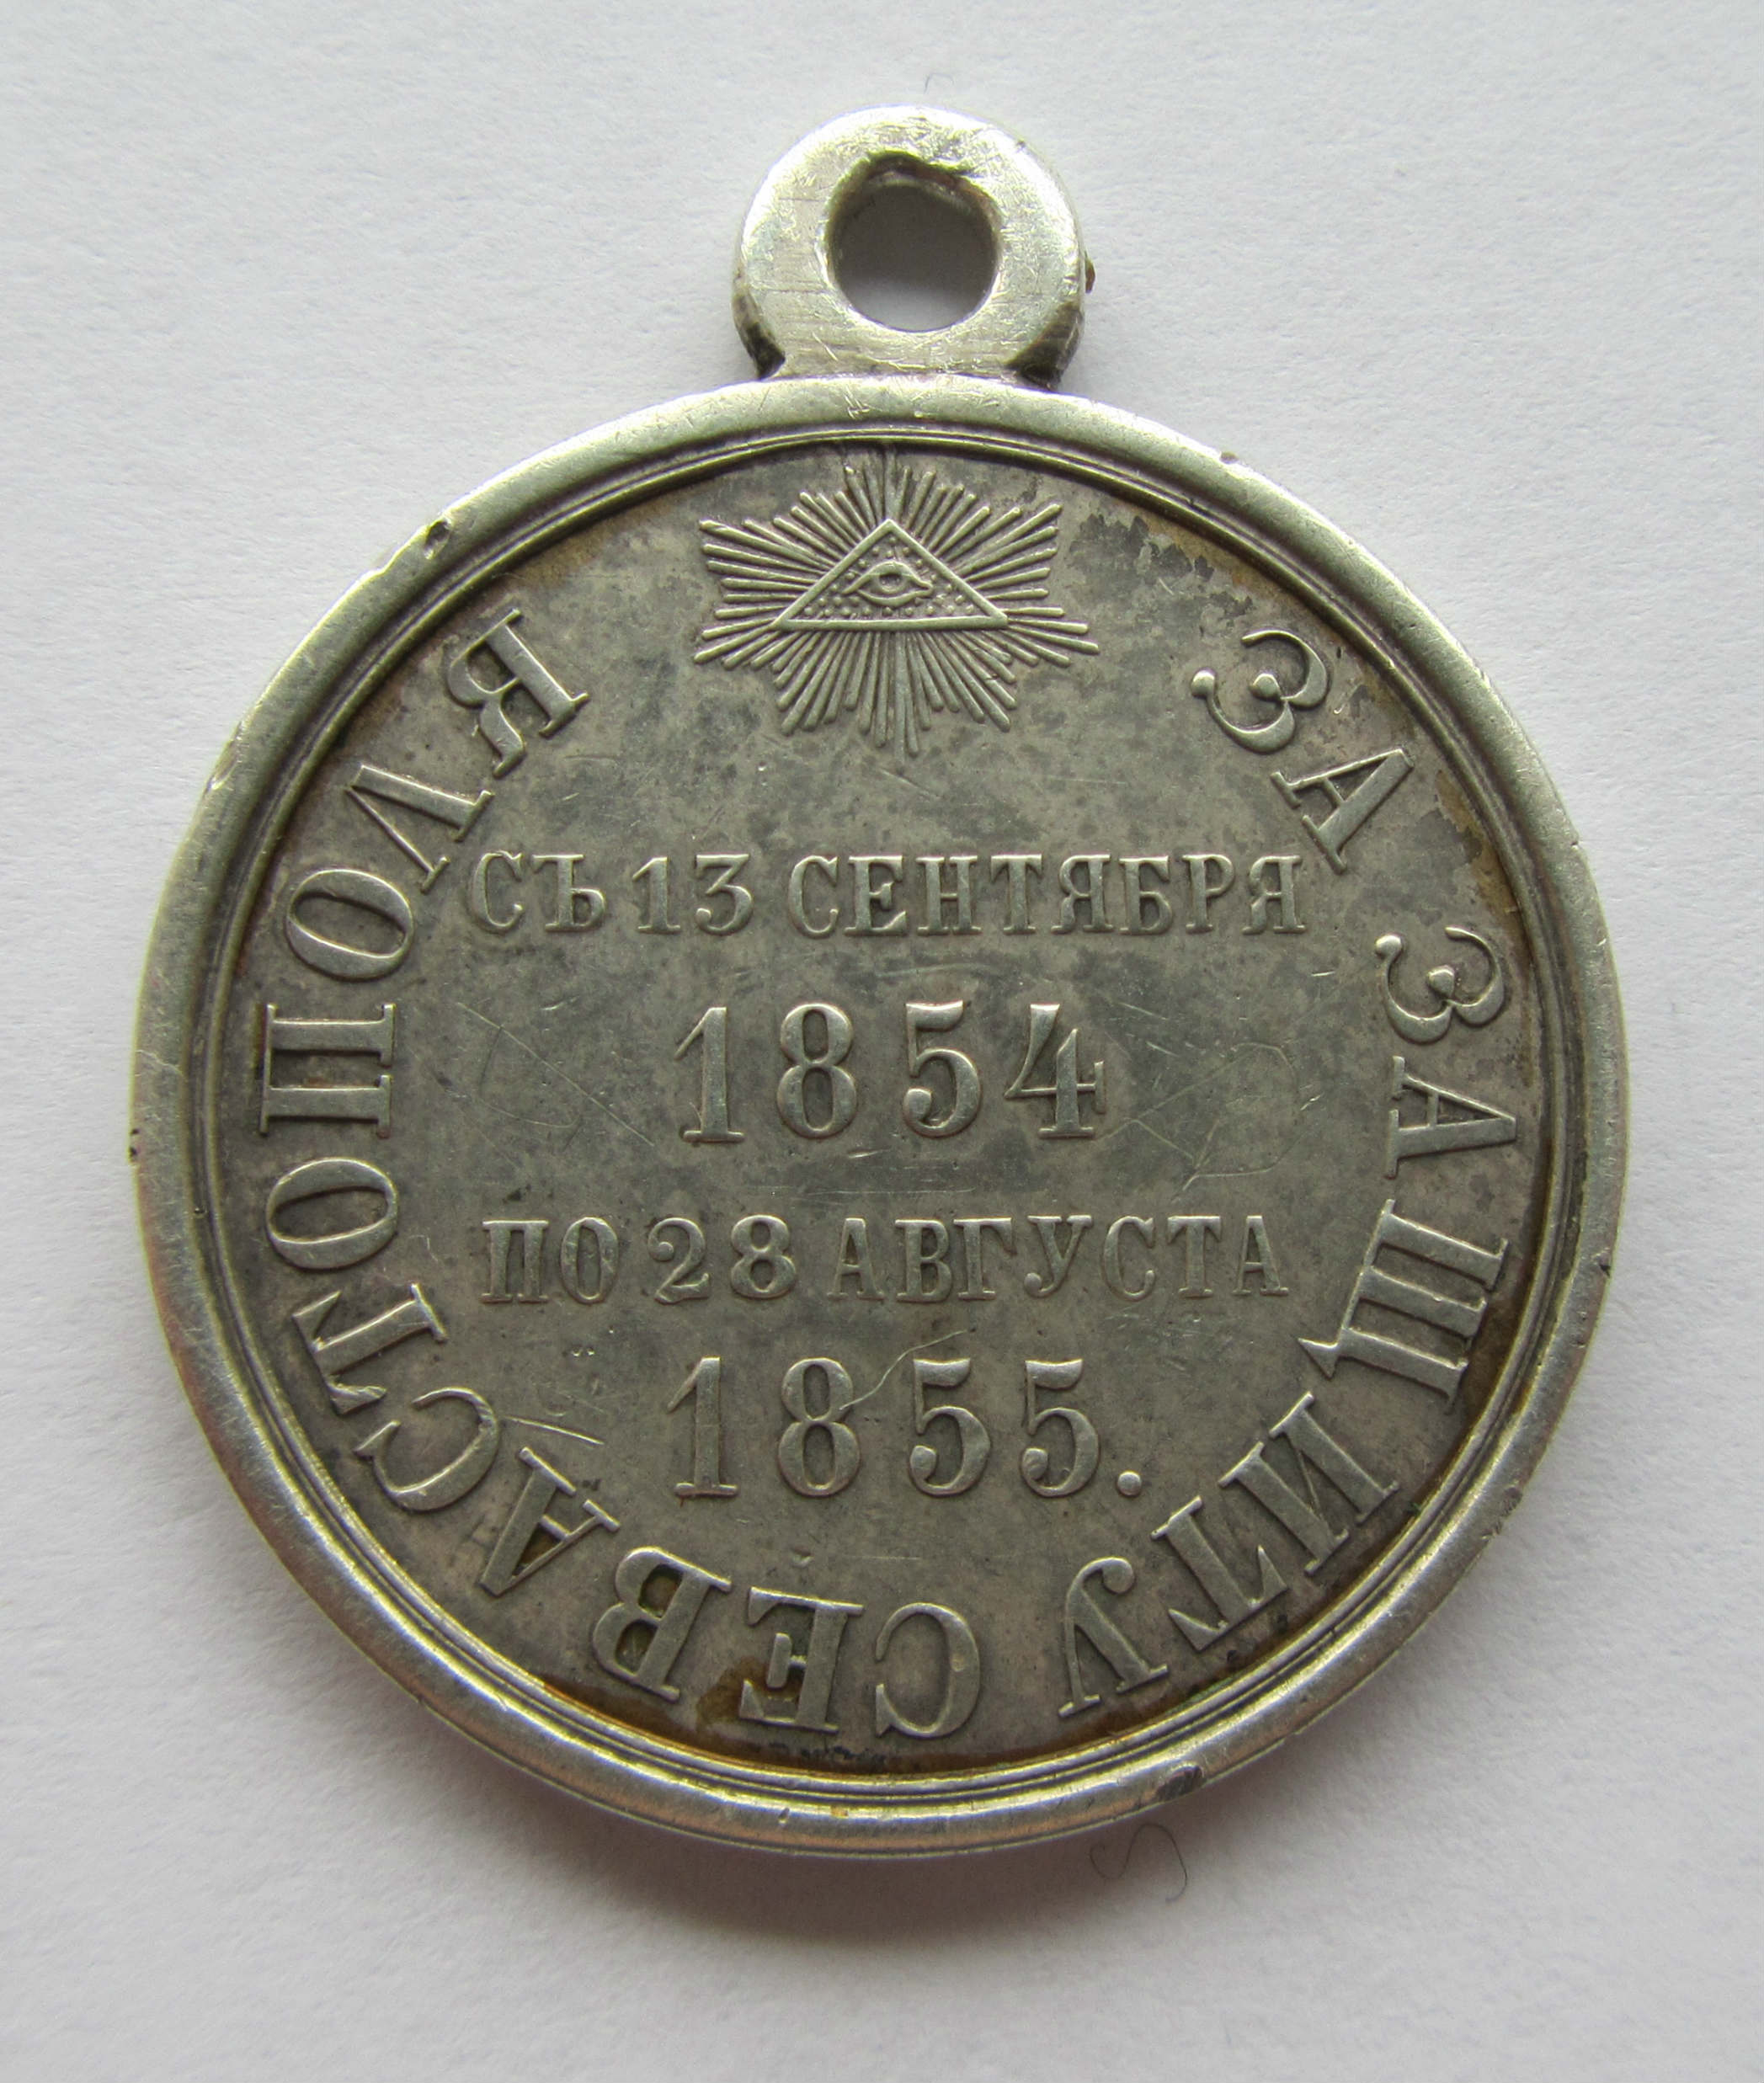 ЗА ЗАЩИТУ СЕВАСТОПОЛЯ
СЪ 13 СЕНТЯБРЯ
1854
ПО 28 АВГУСТА
1855.